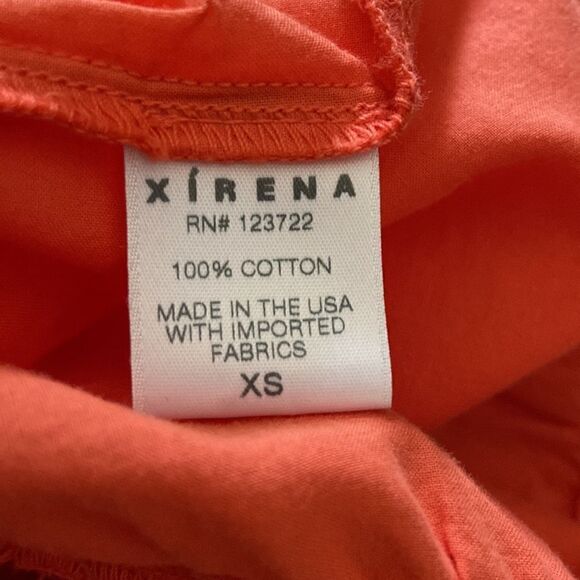 XÍRENA
RN# 123722
100% COTTON
MADE IN THE USA
WITH IMPORTED
FABRICS
XS